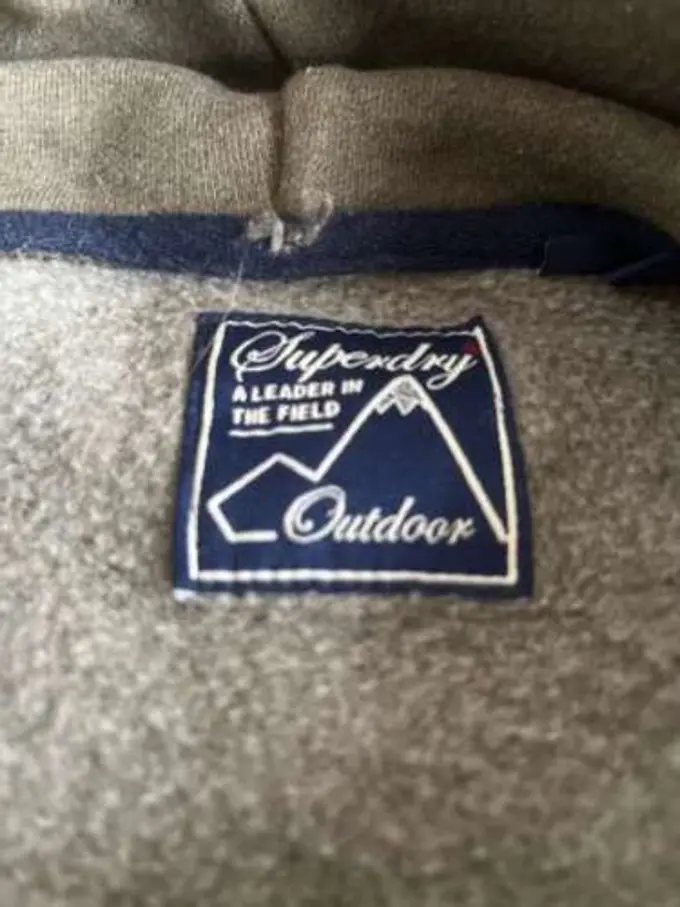 Superdry
A LEADER IN
THE FIELD
Outdoor